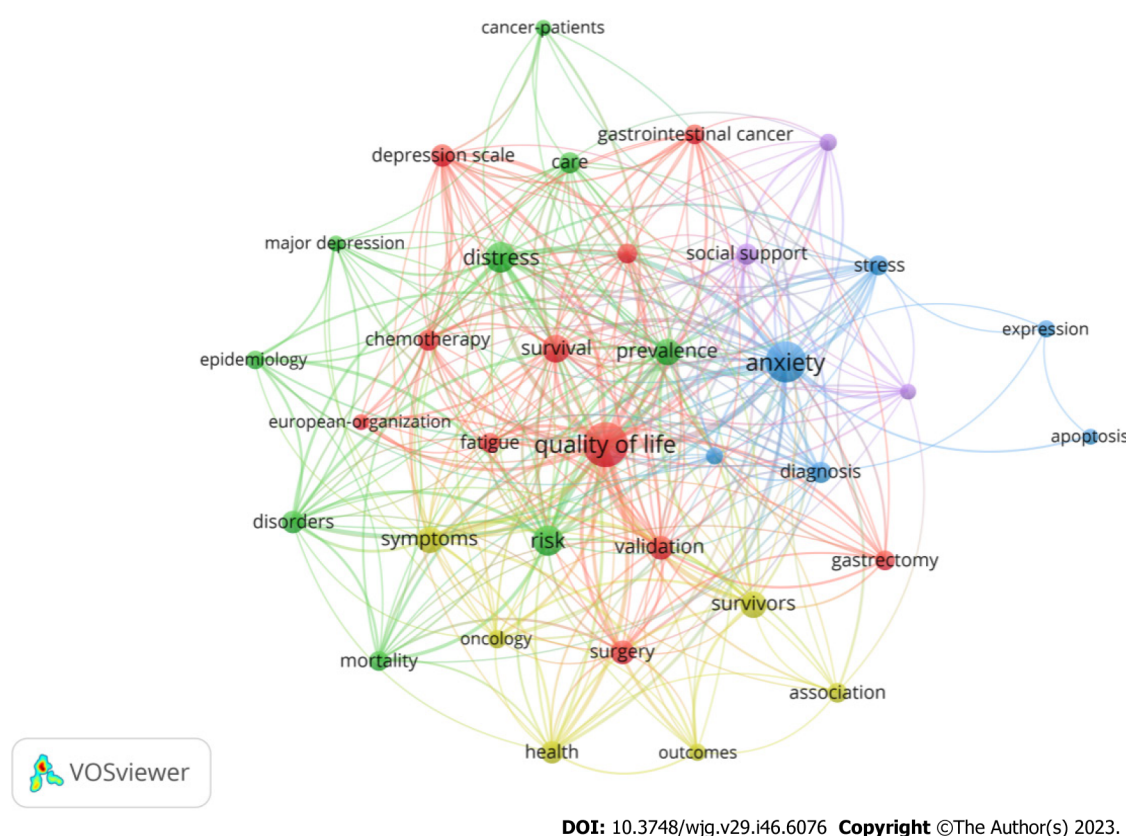 cancer-patients
gastrointestinal cancer
depression scale
care
major depression
distress
social support
stress
expression
chemotherapy
survival
prevalence
anxiety
epidemiology
european-organization
fatigue
quality of life
apoptosis
diagnosis
disorders
symptoms
risk
validation
gastrectomy
survivors
oncology
surgery
mortality
association
health
outcomes
VOSviewer
DOI: 10.3748/wjg.v29.i46.6076 Copyright ©The Author(s) 2023.